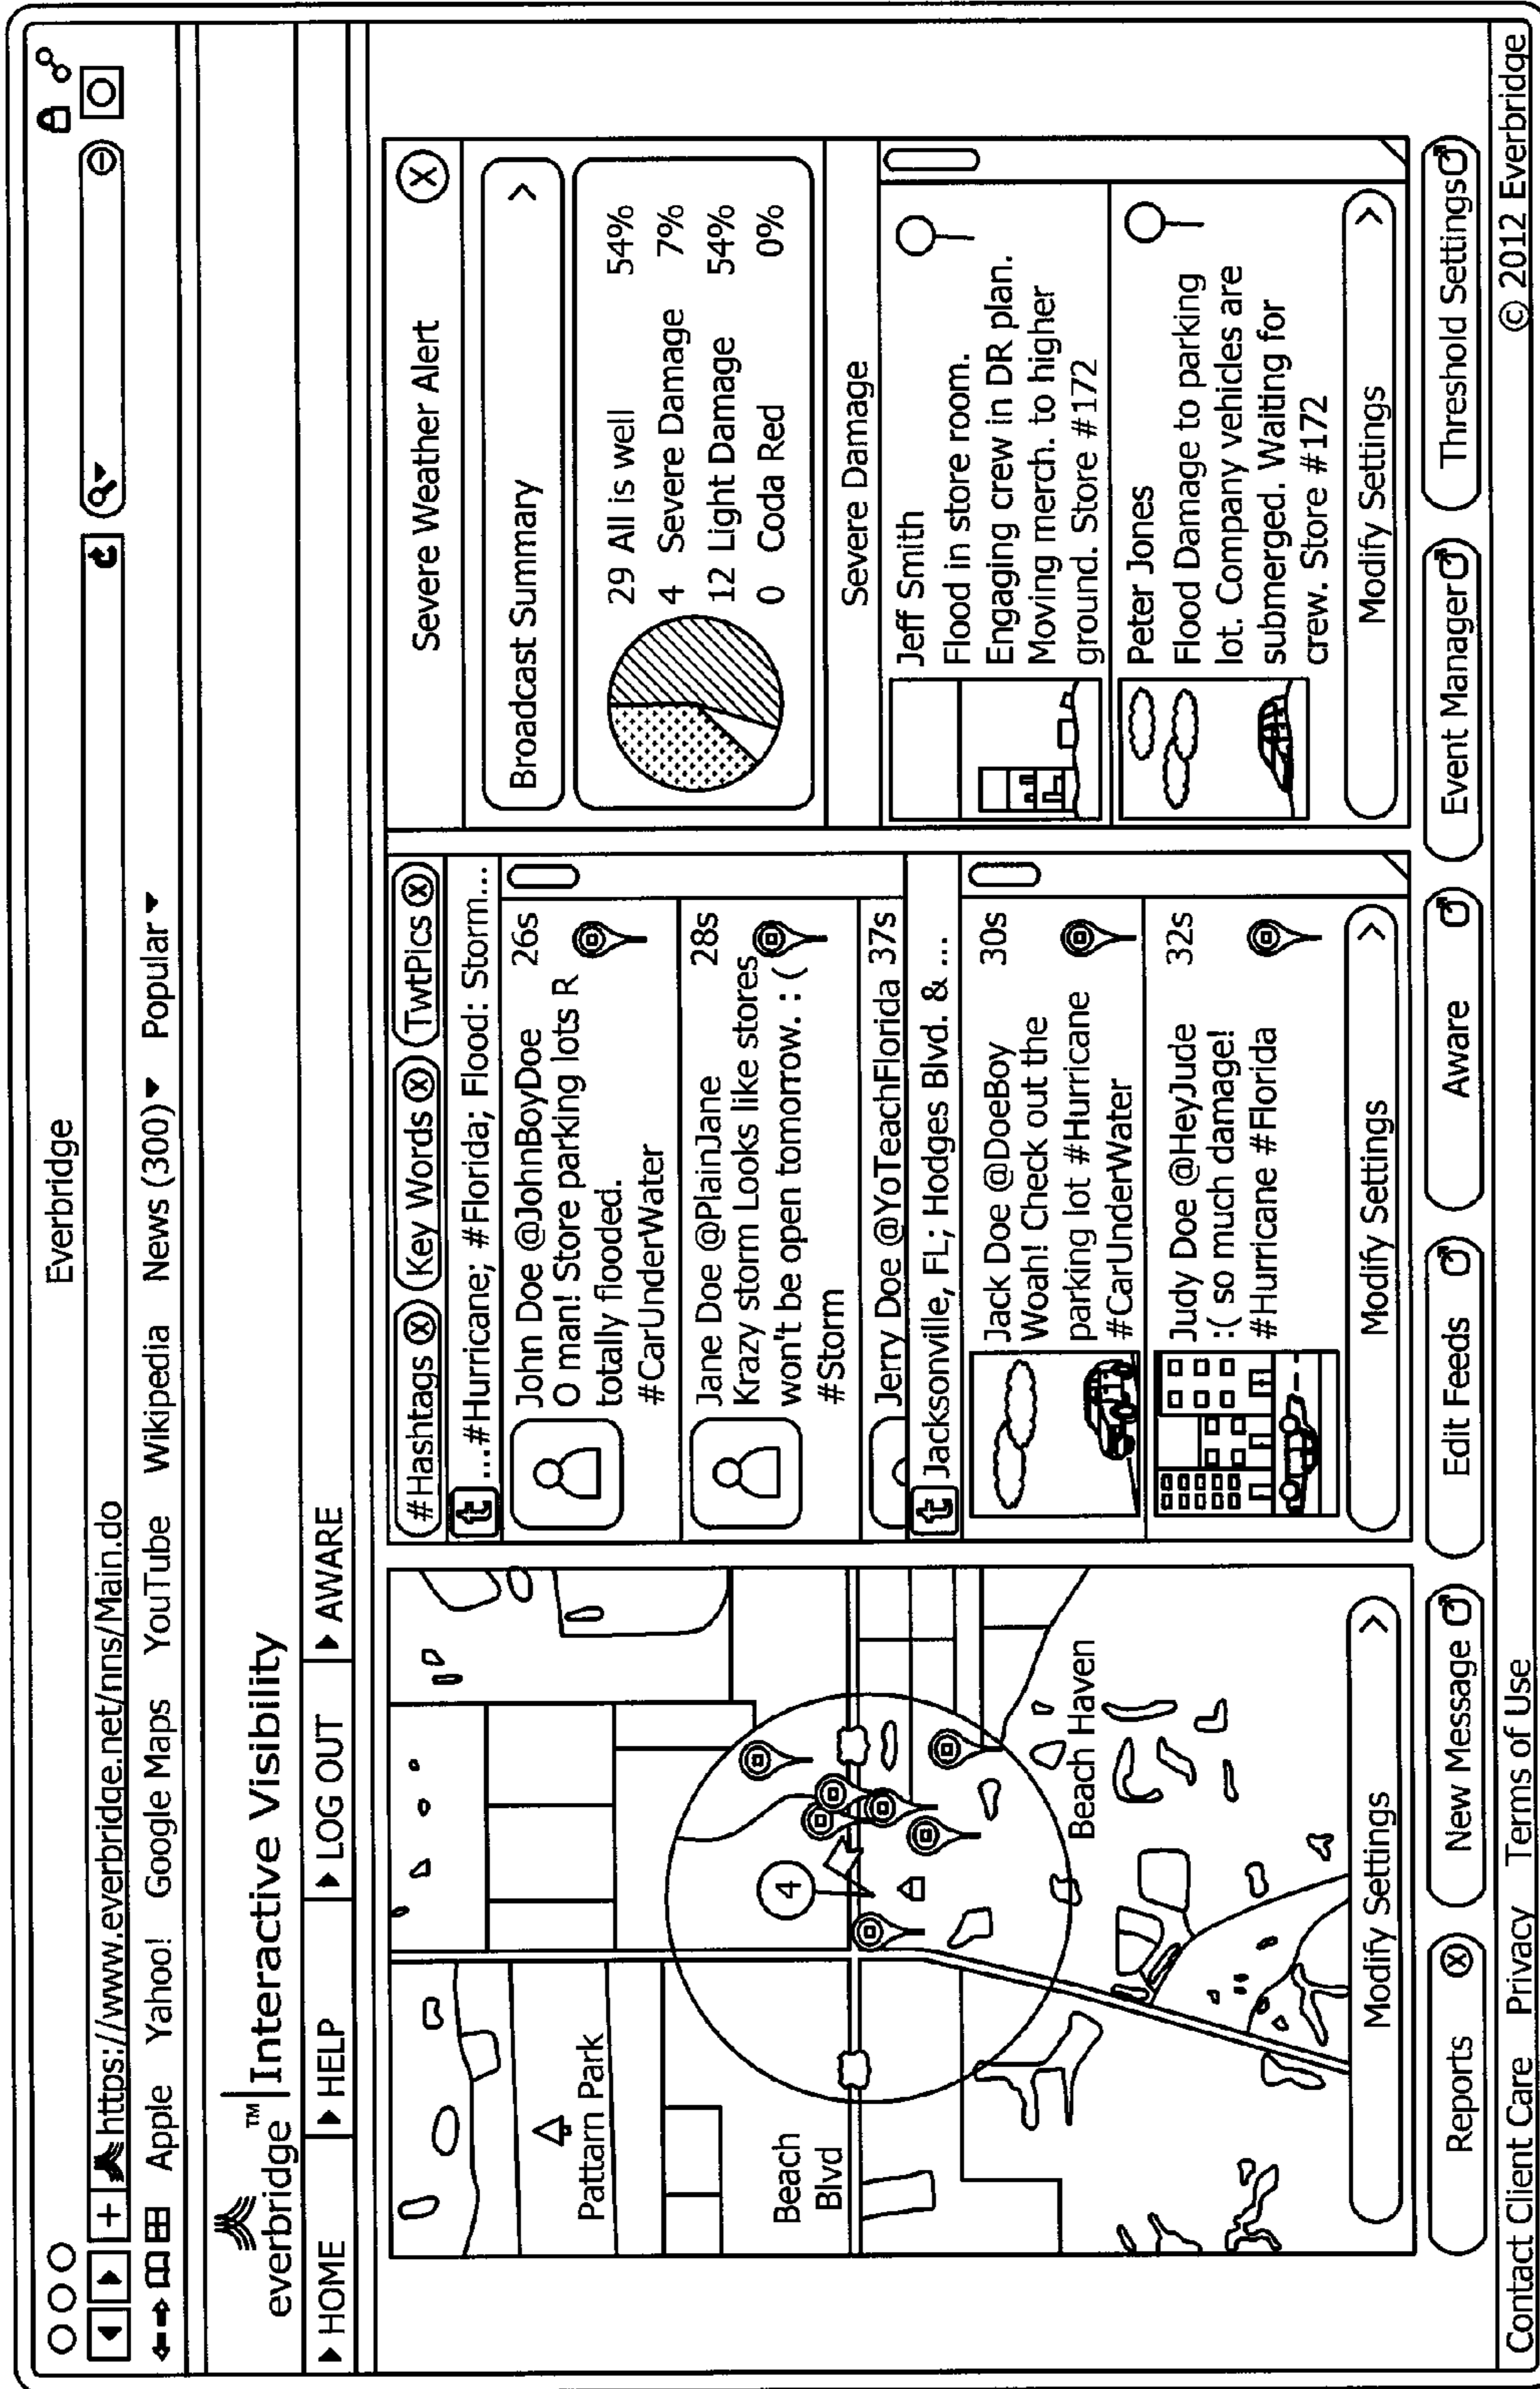 Everbridge
https://www.everbridge.net/nns/Main.do
Apple Yahoo! Google Maps YouTube Wikipedia News (300) Popular
everbridge™ Interactive Visibility
HOME HELP LOG OUT AWARE
Pattarn Park
Beach
Blvd
4
Beach Haven
Modify Settings
#Hashtags Key Words TwtPics
...#Hurricane; #Florida; Flood: Storm...
John Doe @JohnBoyDoe 26s
O man! Store parking lots R
totally flooded.
#CarUnderWater
Jane Doe @PlainJane 28s
Krazy storm Looks like stores
won't be open tomorrow. : (
#Storm
Jerry Doe @YoTeachFlorida 37s
Jacksonville, FL; Hodges Blvd. & ...
Jack Doe @DoeBoy 30s
Woah! Check out the
parking lot #Hurricane
#CarUnderWater
Judy Doe @HeyJude 32s
:( so much damage!
#Hurricane #Florida
Modify Settings
Severe Weather Alert
Broadcast Summary
29 All is well 54%
4 Severe Damage 7%
12 Light Damage 54%
0 Coda Red 0%
Severe Damage
Jeff Smith
Flood in store room.
Engaging crew in DR plan.
Moving merch. to higher
ground. Store #172
Peter Jones
Flood Damage to parking
lot. Company vehicles are
submerged. Waiting for
crew. Store #172
Modify Settings
Reports New Message Edit Feeds Aware Event Manager Threshold Settings
Contact Client Care Privacy Terms of Use © 2012 Everbridge